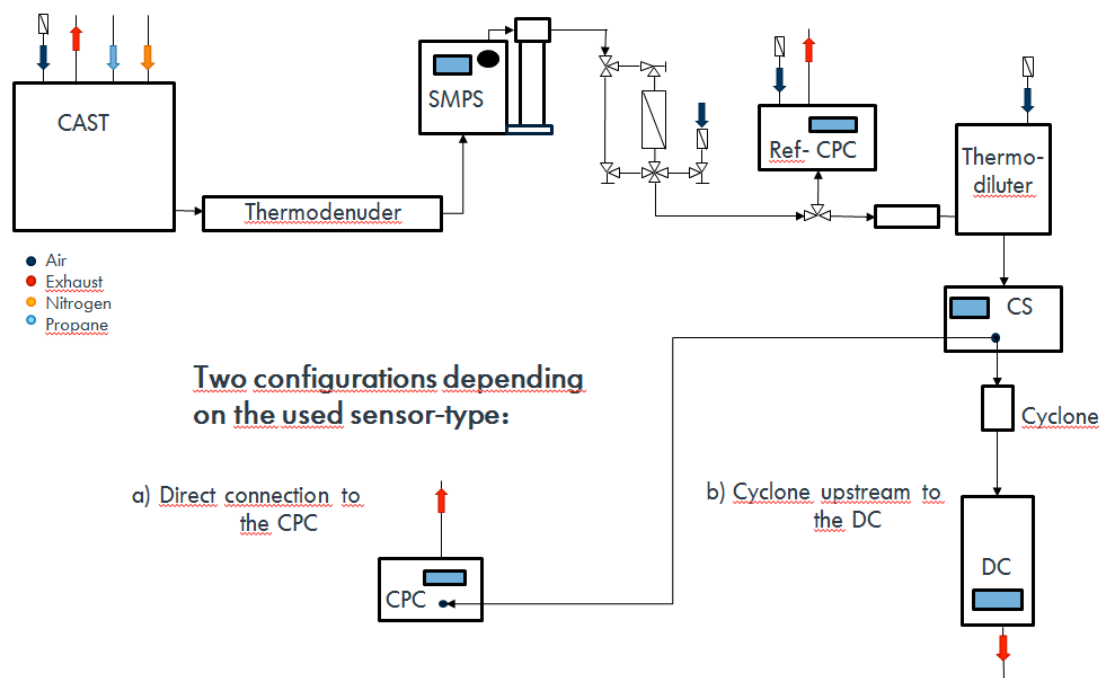 CAST
SMPS
Ref- CPC
Thermo-
diluter
Thermodenuder
Air
Exhaust
Nitrogen
Propane
CS
Two configurations depending
on the used sensor-type:
Cyclone
a) Direct connection to
the CPC
b) Cyclone upstream to
the DC
CPC
DC